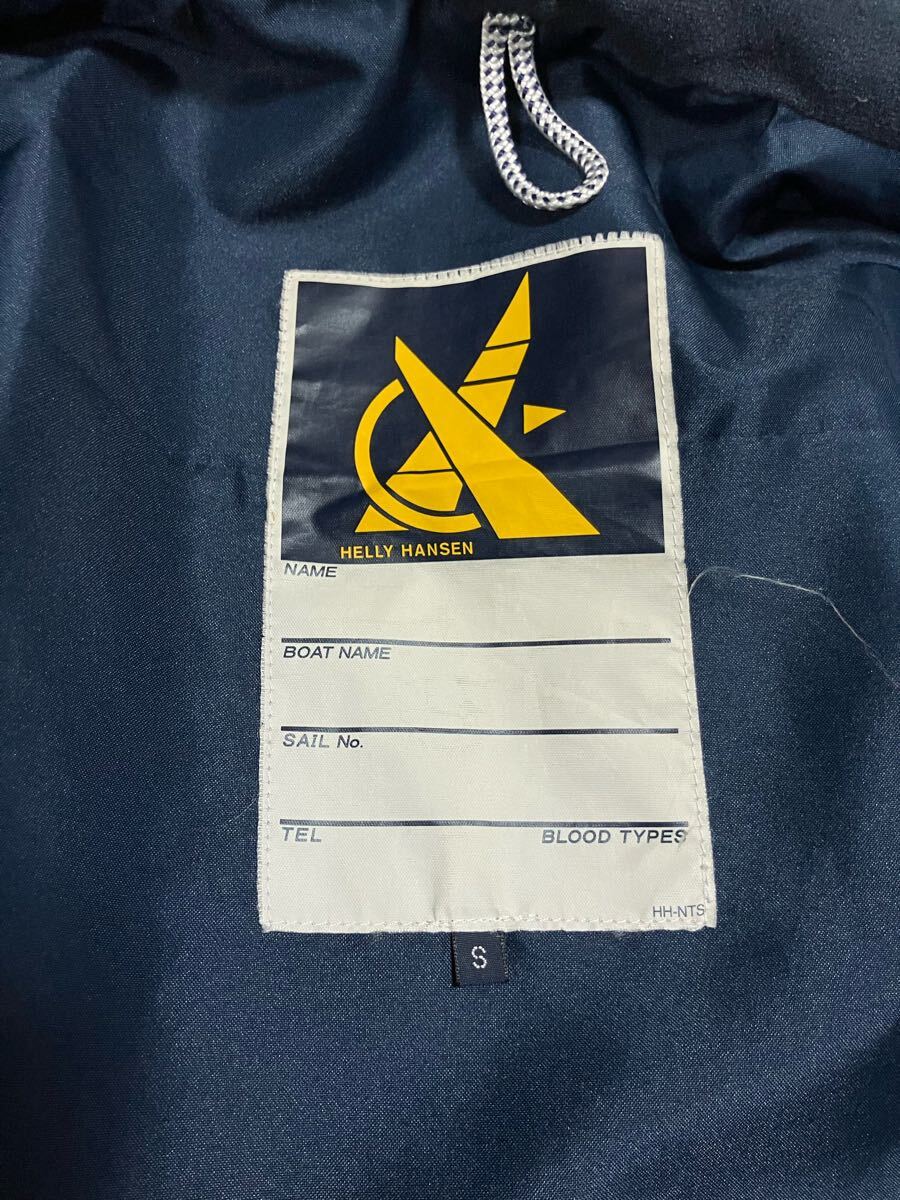 HELLY HANSEN
NAME
BOAT NAME
SAIL No.
TEL BLOOD TYPES
HH-NTS
S